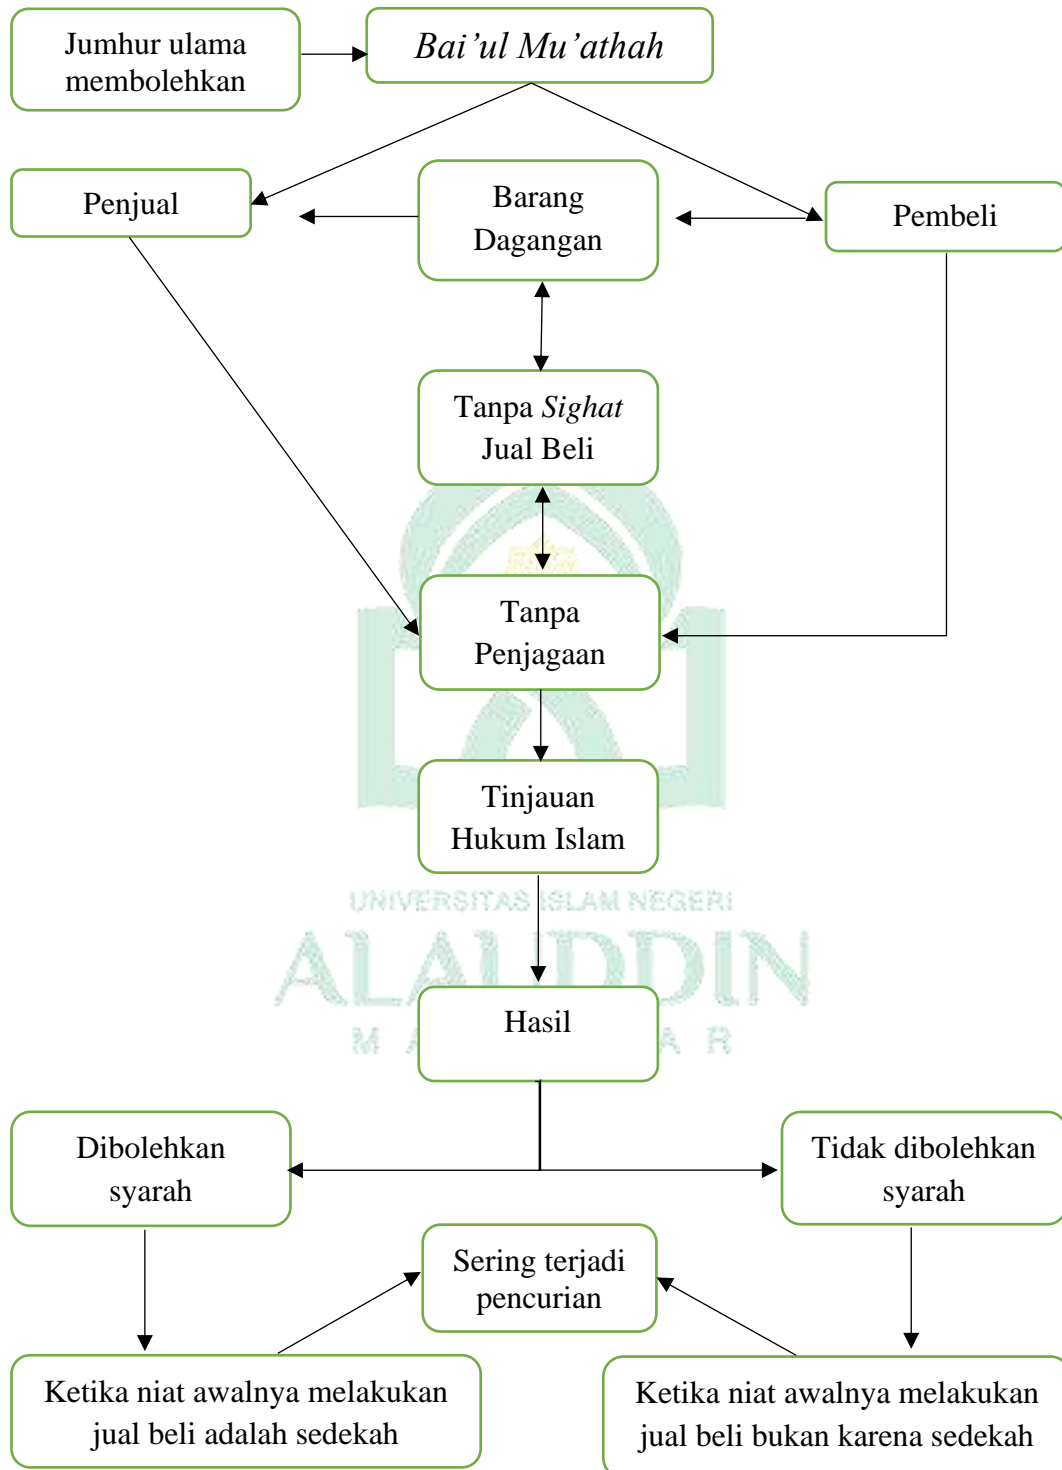 Jumhur ulama
membolehkan
Bai’ul Mu’athah
Penjual
Barang
Dagangan
Pembeli
Tanpa Sighat
Jual Beli
Tanpa
Penjagaan
Tinjauan
Hukum Islam
UNIVERSITAS ISLAM NEGERI
ALAUDDIN
Hasil
Dibolehkan
syarah
Tidak dibolehkan
syarah
Sering terjadi
pencurian
Ketika niat awalnya melakukan
jual beli adalah sedekah
Ketika niat awalnya melakukan
jual beli bukan karena sedekah